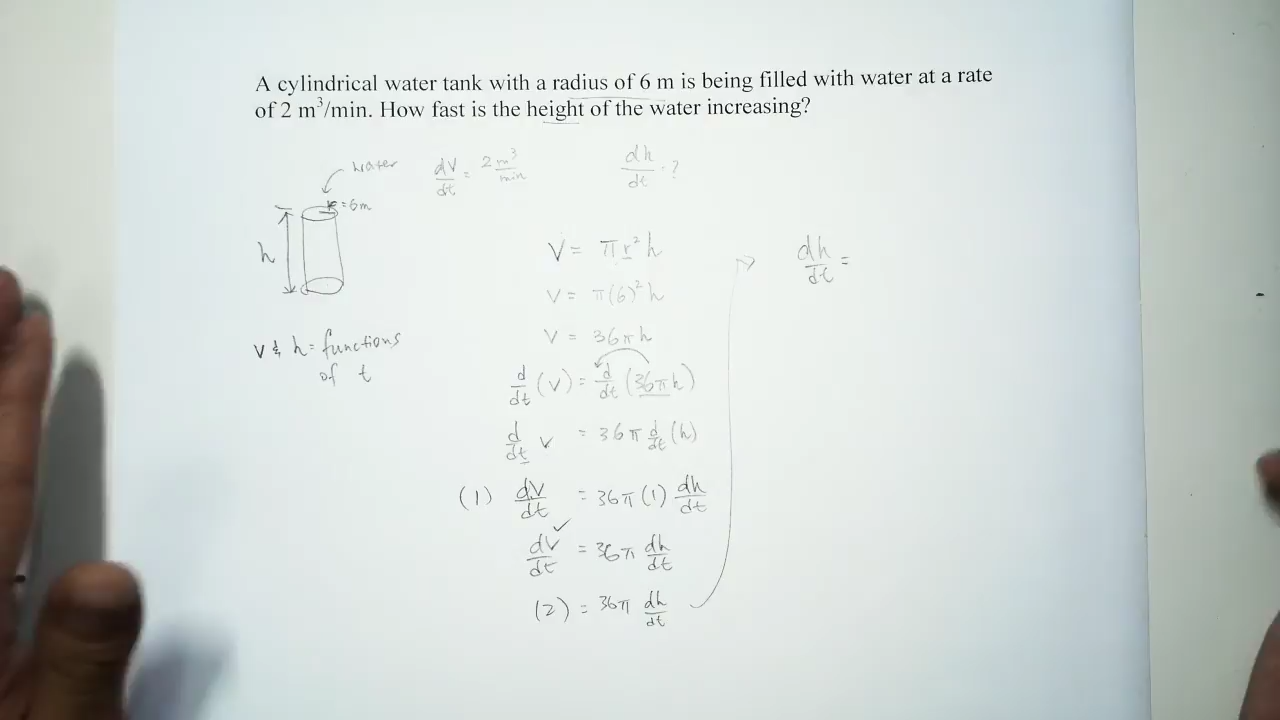 A cylindrical water tank with a radius of 6 m is being filled with water at a rate
of 2 m³/min. How fast is the height of the water increasing?
water
dV/dt = 2 m³/min
dh/dt = ?
r = 6m
h
V & h = functions
of t
V = πr²h
V = π(6)²h
V = 36πh
d/dt (V) = d/dt (36πh)
d/dt V = 36π d/dt (h)
(1) dV/dt = 36π(1) dh/dt
dV/dt = 36π dh/dt
(2) = 36π dh/dt
dh/dt =